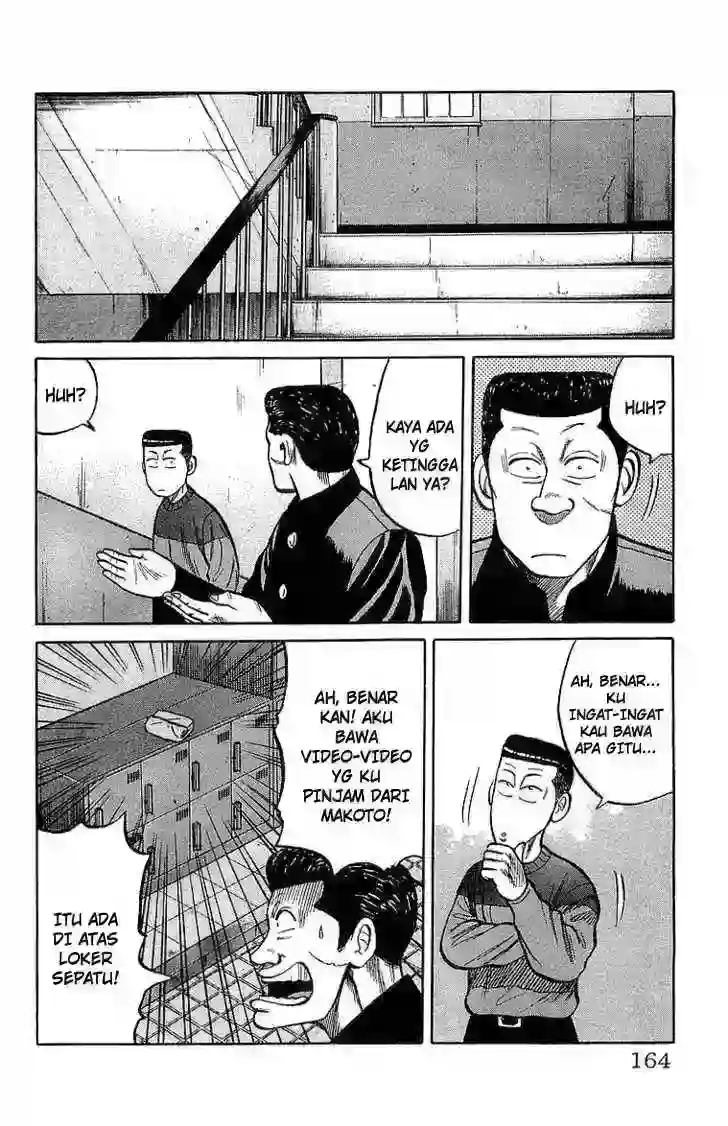 HUH?
KAYA ADA
YG
KETINGGA
LAN YA?
HUH?
AH, BENAR...
KU
INGAT-INGAT
KAU BAWA
APA GITU...
AH, BENAR
KAN! AKU
BAWA
VIDEO-VIDEO
YG KU
PINJAM DARI
MAKOTO!
ITU ADA
DI ATAS
LOKER
SEPATU!
164